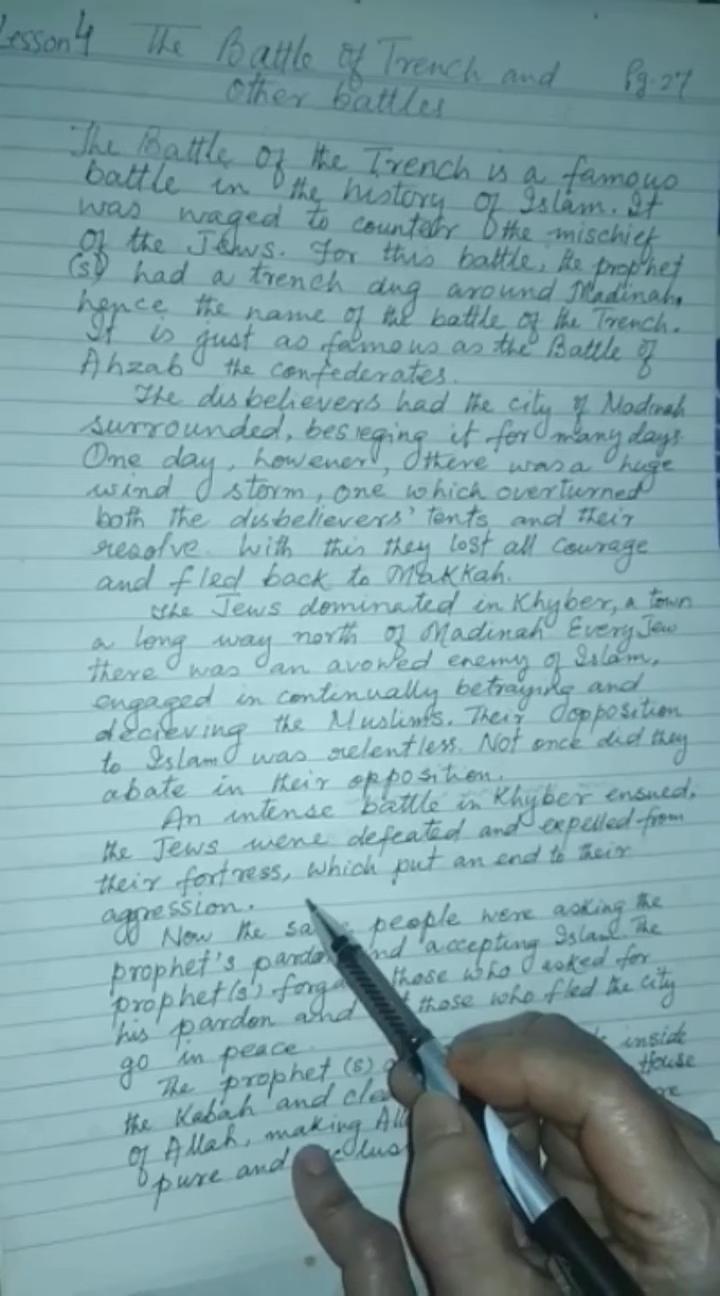 Lesson 4 The Battle of Trench and Pg. 27
Other battles
The Battle Of the Trench is a famous
battle in the history of Islam. It
was waged to counter the mischief
Of the Jews. For this battle, the prophet
(s) had a trench dug around Madinah,
hence the name of the battle of the Trench.
It is just as famous as the Battle of
Ahzab the confederates.
The disbelievers had the city of Madinah
surrounded, besieging it for many days
One day, however, there was a huge
wind storm, one which overturned
both the disbelievers' tents and their
resolve. With this they lost all courage
and fled back to Makkah.
The Jews dominated in Khyber, a town
a long way north of Madinah Every Jew
there was an avowed enemy of Islam,
engaged in continually betraying and
decieving the Muslims. Their Oopposition
to Islam was relentless. Not once did they
abate in their opposition.
An intense battle in Khyber ensued.
the Jews were defeated and expelled from
their fortress, which put an end to their
aggression.
Now the people were asking the
prophet's accepting Islam. The
prophet(s) those who asked for
his pardon and those who fled the city
go in peace
The prophet (s) inside
the Kabah and House
of Allah, making
pure and